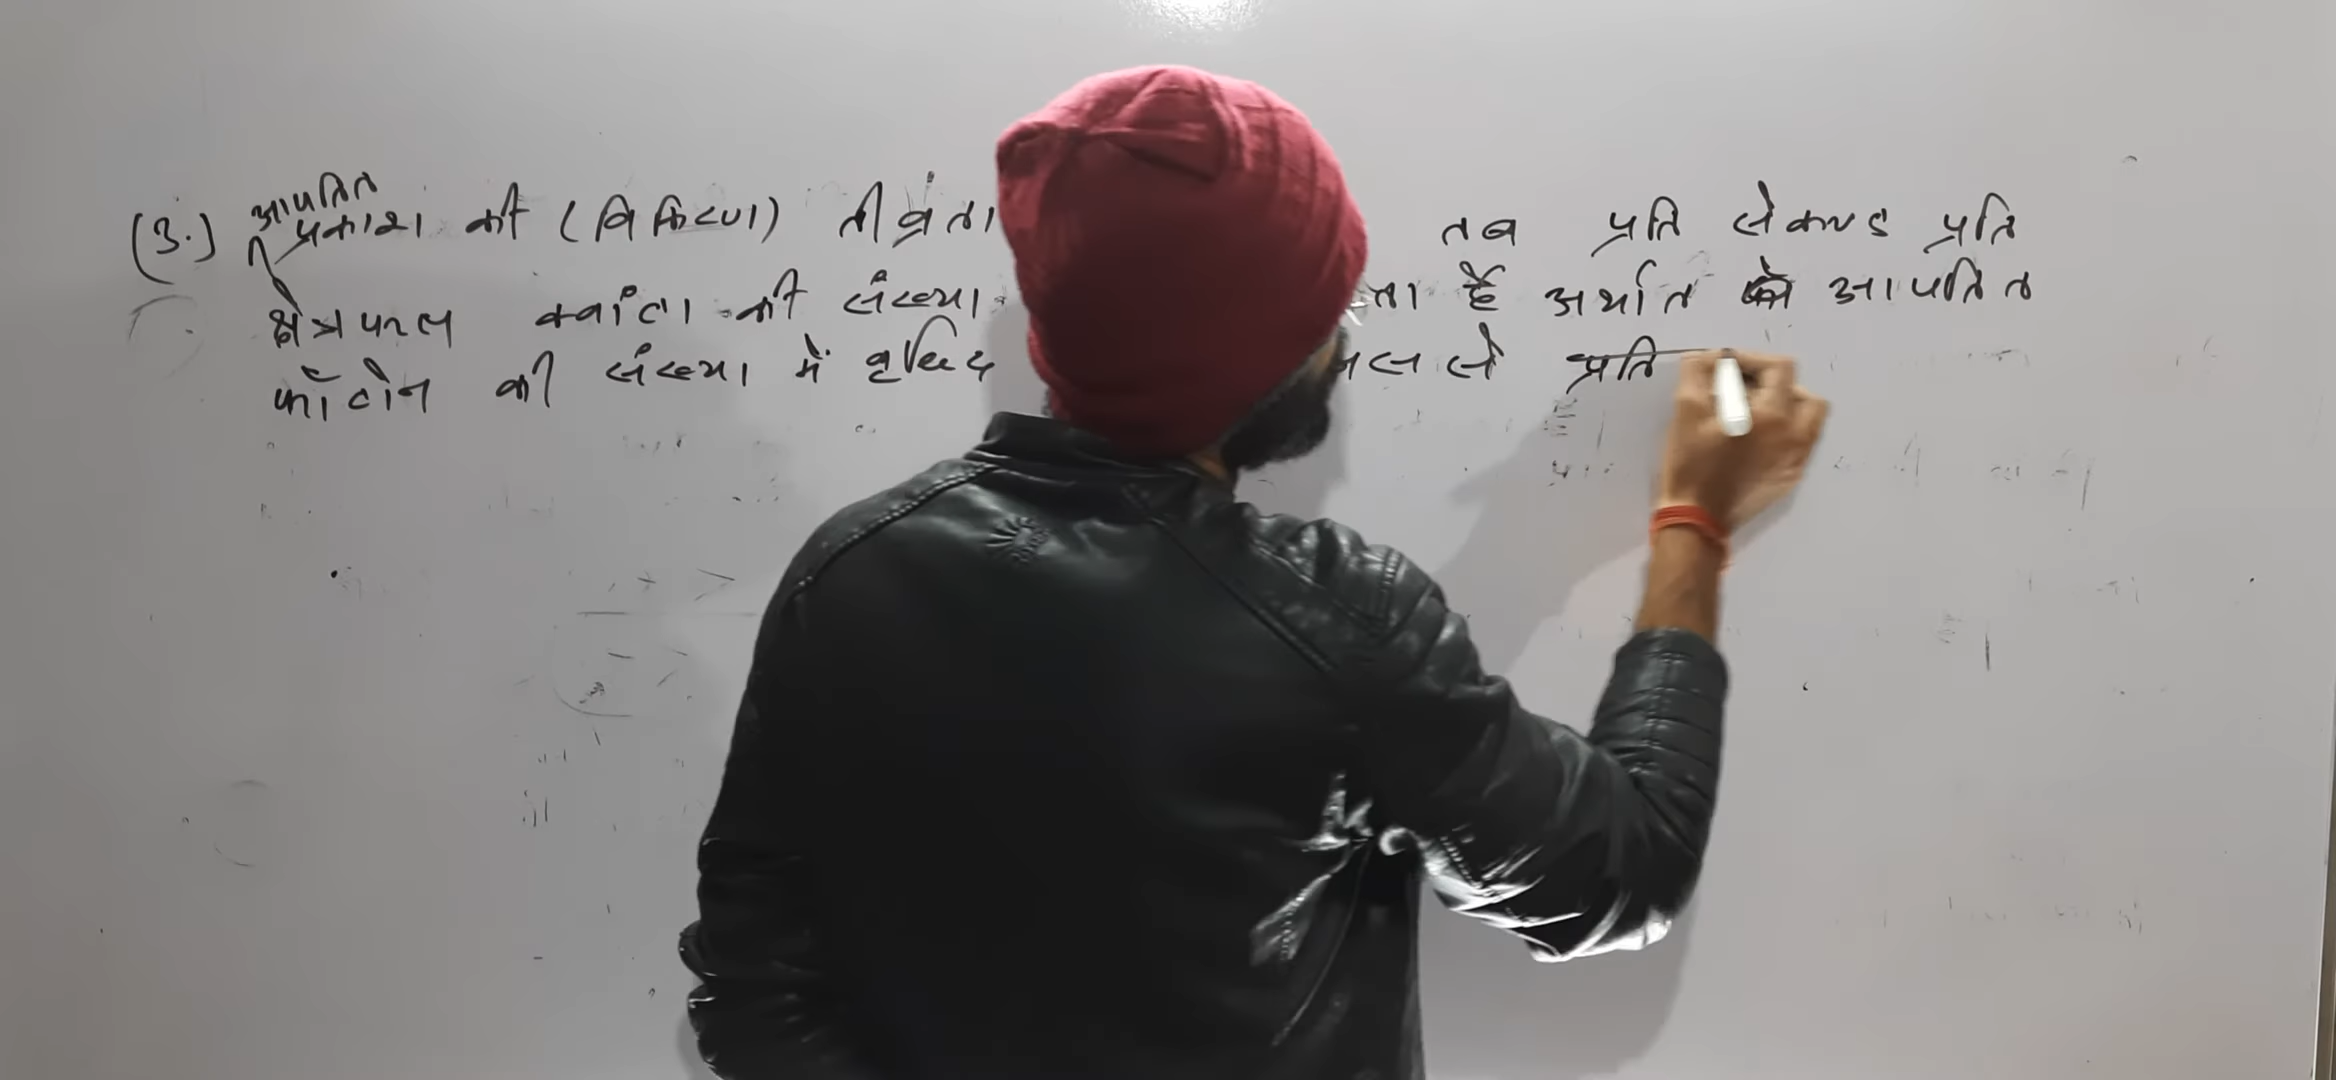 (3.) आपतित प्रकाश की (विकिरण) तीव्रता तब प्रति सेकण्ड प्रति
क्षेत्रफल क्वांटा की संख्या है अर्थात आपतित
फोटोन की संख्या में वृद्धि प्रति